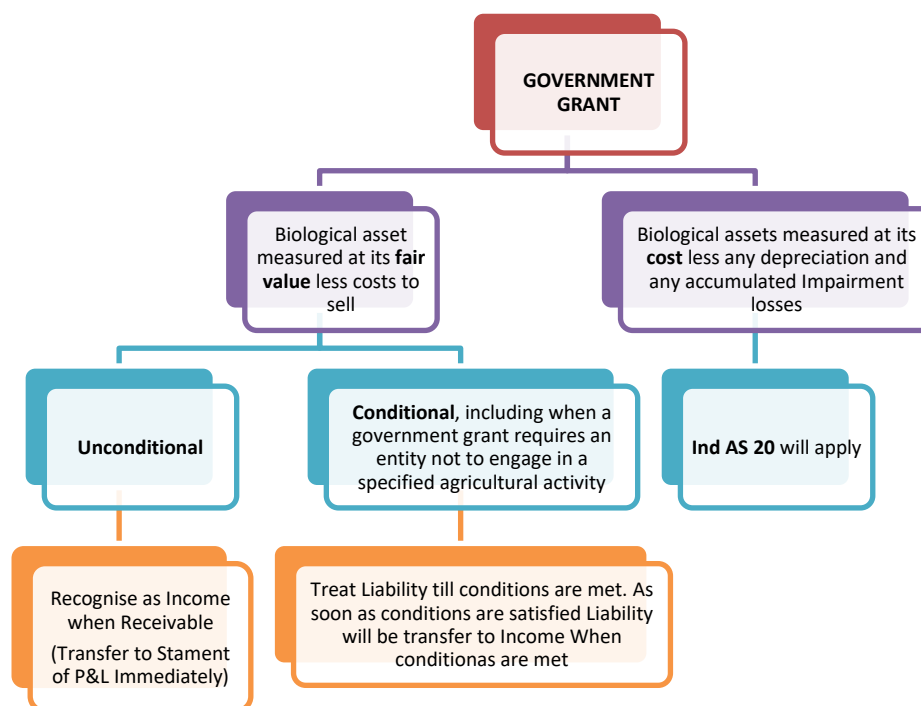 GOVERNMENT
GRANT
Biological asset
measured at its fair
value less costs to
sell
Biological assets measured at its
cost less any depreciation and
any accumulated Impairment
losses
Unconditional
Conditional, including when a
government grant requires an
entity not to engage in a
specified agricultural activity
Ind AS 20 will apply
Recognise as Income
when Receivable
(Transfer to Stament
of P&L Immediately)
Treat Liability till conditions are met. As
soon as conditions are satisfied Liability
will be transfer to Income When
conditionas are met